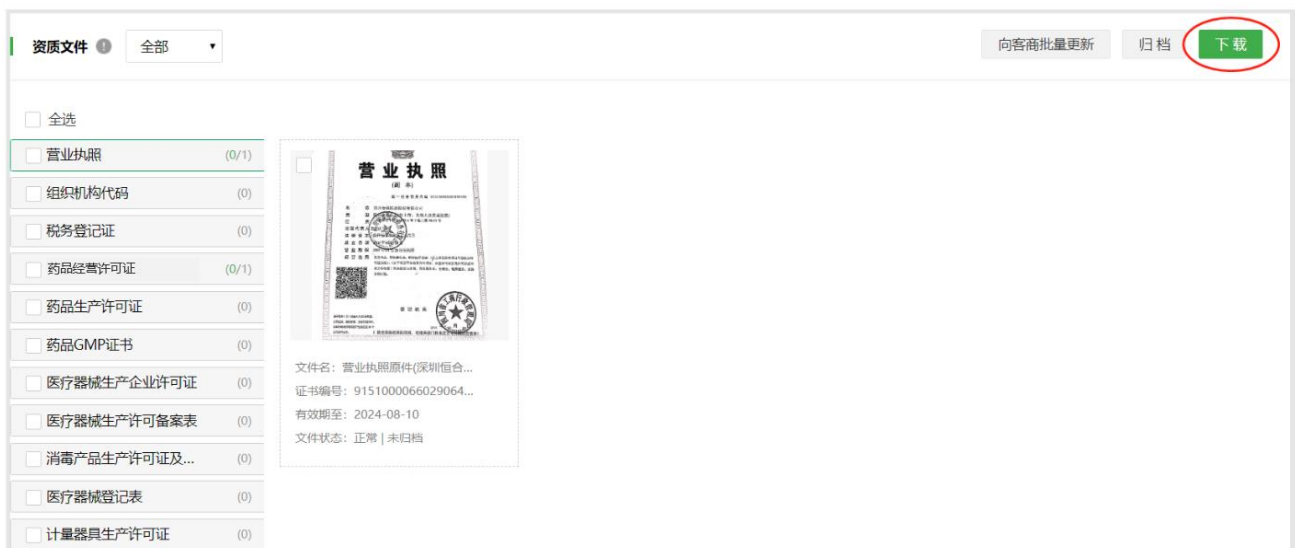 资质文件 ! 全部 ▼ 向客商批量更新 归档 下载
全选
营业执照 (0/1)
组织机构代码 (0)
税务登记证 (0)
药品经营许可证 (0/1)
药品生产许可证 (0)
药品GMP证书 (0)
医疗器械生产企业许可证 (0)
医疗器械生产许可备案表 (0)
消毒产品生产许可证及... (0)
医疗器械登记表 (0)
计量器具生产许可证 (0)
营业执照
(副 本)
登记机关
文件名：营业执照原件(深圳恒合...
证书编号：9151000066029064...
有效期至：2024-08-10
文件状态：正常 | 未归档